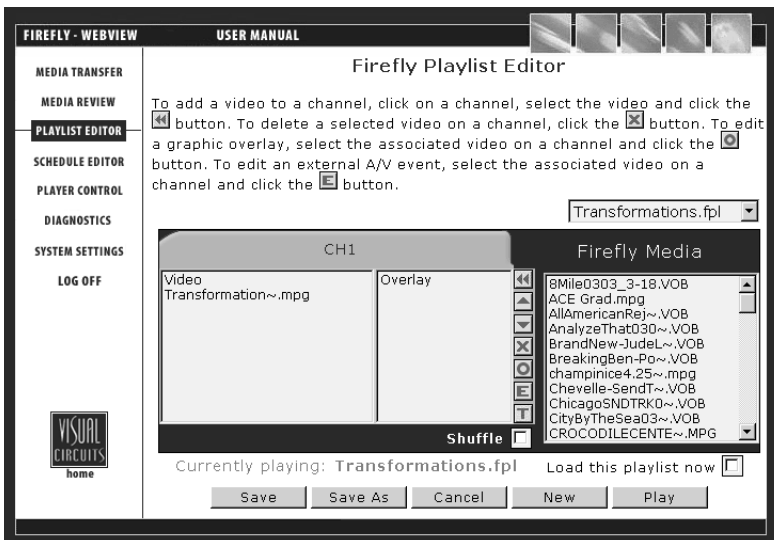 FIREFLY - WEBVIEW USER MANUAL
MEDIA TRANSFER
MEDIA REVIEW
PLAYLIST EDITOR
SCHEDULE EDITOR
PLAYER CONTROL
DIAGNOSTICS
SYSTEM SETTINGS
LOG OFF
VISUAL
CIRCUITS
home
Firefly Playlist Editor
To add a video to a channel, click on a channel, select the video and click the
button. To delete a selected video on a channel, click the X button. To edit
a graphic overlay, select the associated video on a channel and click the O
button. To edit an external A/V event, select the associated video on a
channel and click the E button.
Transformations.fpl
CH1
Video
Transformation~.mpg
Overlay
X
O
E
T
Shuffle
Firefly Media
8Mile0303_3-18.VOB
ACE Grad.mpg
AllAmericanRej~.VOB
AnalyzeThat030~.VOB
BrandNew-JudeL~.VOB
BreakingBen-Po~.VOB
champinice4.25~.mpg
Chevelle-SendT~.VOB
ChicagoSNDTRK0~.VOB
CityByTheSea03~.VOB
CROCODILECENTE~.MPG
Currently playing: Transformations.fpl
Load this playlist now
Save Save As Cancel New Play